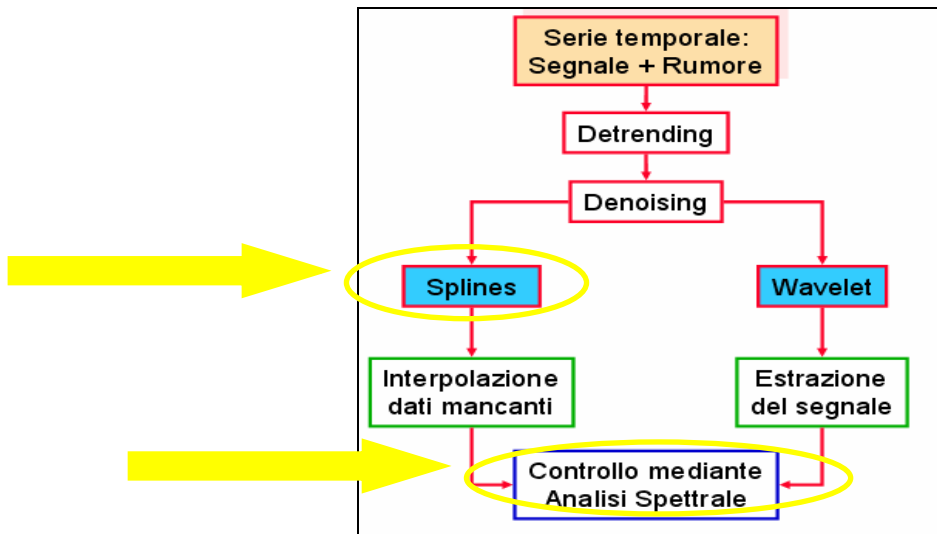 Serie temporale:
Segnale + Rumore
Detrending
Denoising
Splines
Wavelet
Interpolazione
dati mancanti
Estrazione
del segnale
Controllo mediante
Analisi Spettrale